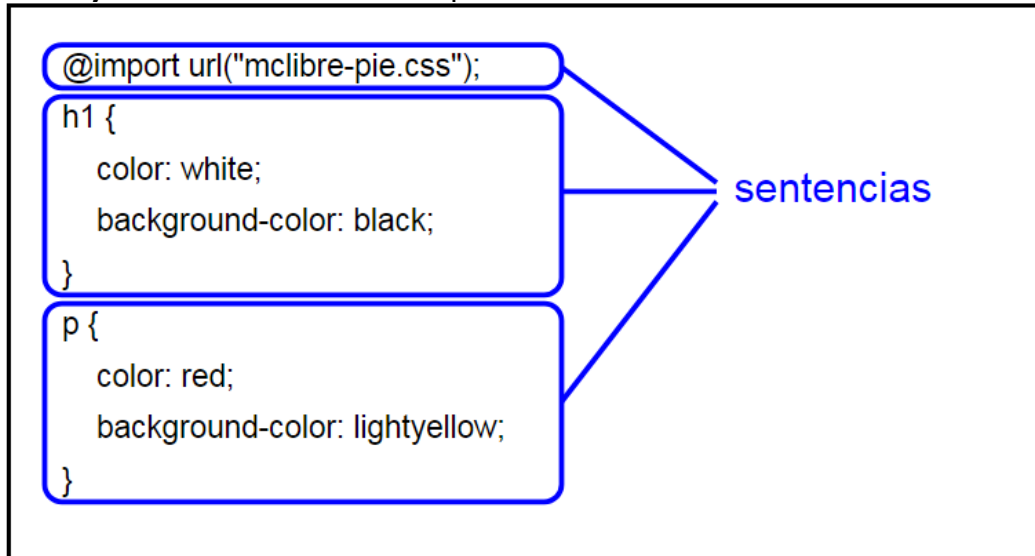 @import url("mclibre-pie.css");
h1 {
color: white;
background-color: black;
}
p {
color: red;
background-color: lightyellow;
}
sentencias